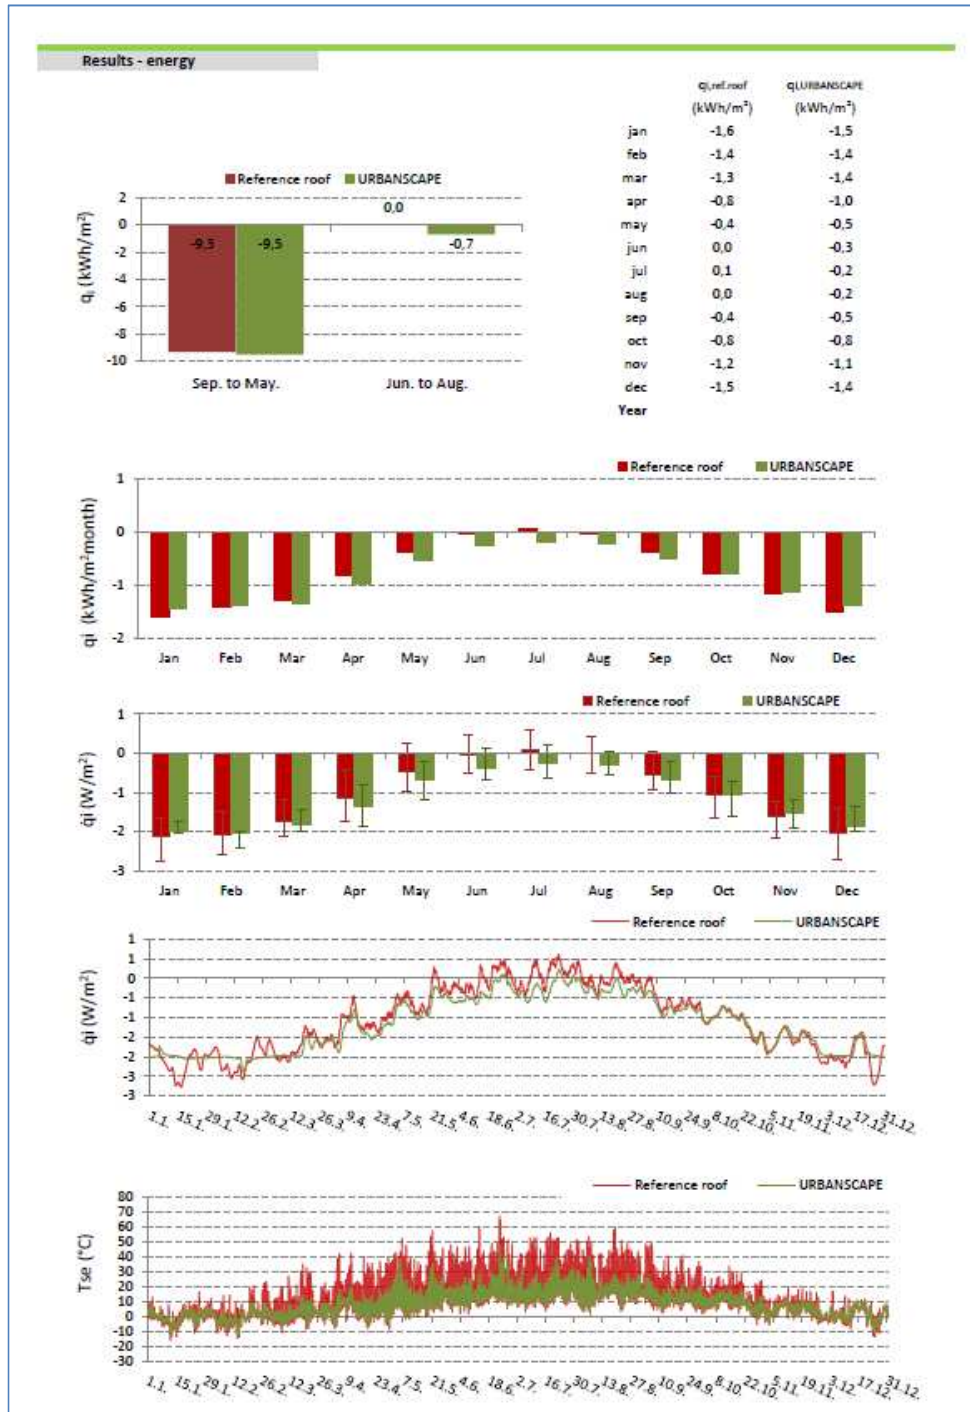 Results - energy
qi,ref.roof qi,URBANSCAPE
(kWh/m²) (kWh/m²)
jan -1,6 -1,5
feb -1,4 -1,4
mar -1,3 -1,4
apr -0,8 -1,0
may -0,4 -0,5
jun 0,0 -0,3
jul 0,1 -0,2
aug 0,0 -0,2
sep -0,4 -0,5
oct -0,8 -0,8
nov -1,2 -1,1
dec -1,5 -1,4
Year
Reference roof URBANSCAPE
qi (kWh/m²)
2
0
-2
-4
-6
-8
-10
0,0
-9,3 -9,5 -0,7
Sep. to May. Jun. to Aug.
Reference roof URBANSCAPE
qi (kWh/m²month)
1
0
-1
-2
Jan Feb Mar Apr May Jun Jul Aug Sep Oct Nov Dec
Reference roof URBANSCAPE
q̇i (W/m²)
1
0
-1
-2
-3
Jan Feb Mar Apr May Jun Jul Aug Sep Oct Nov Dec
Reference roof URBANSCAPE
q̇i (W/m²)
1
1
0
-1
-1
-2
-2
-3
-3
1.1. 15.1. 29.1. 12.2. 26.2. 12.3. 26.3. 9.4. 23.4. 7.5. 21.5. 4.6. 18.6. 2.7. 16.7. 30.7. 13.8. 27.8. 10.9. 24.9. 8.10. 22.10. 5.11. 19.11. 3.12. 17.12. 31.12.
Reference roof URBANSCAPE
Tse (°C)
80
70
60
50
40
30
20
10
0
-10
-20
-30
1.1. 15.1. 29.1. 12.2. 26.2. 12.3. 26.3. 9.4. 23.4. 7.5. 21.5. 4.6. 18.6. 2.7. 16.7. 30.7. 13.8. 27.8. 10.9. 24.9. 8.10. 22.10. 5.11. 19.11. 3.12. 17.12. 31.12.